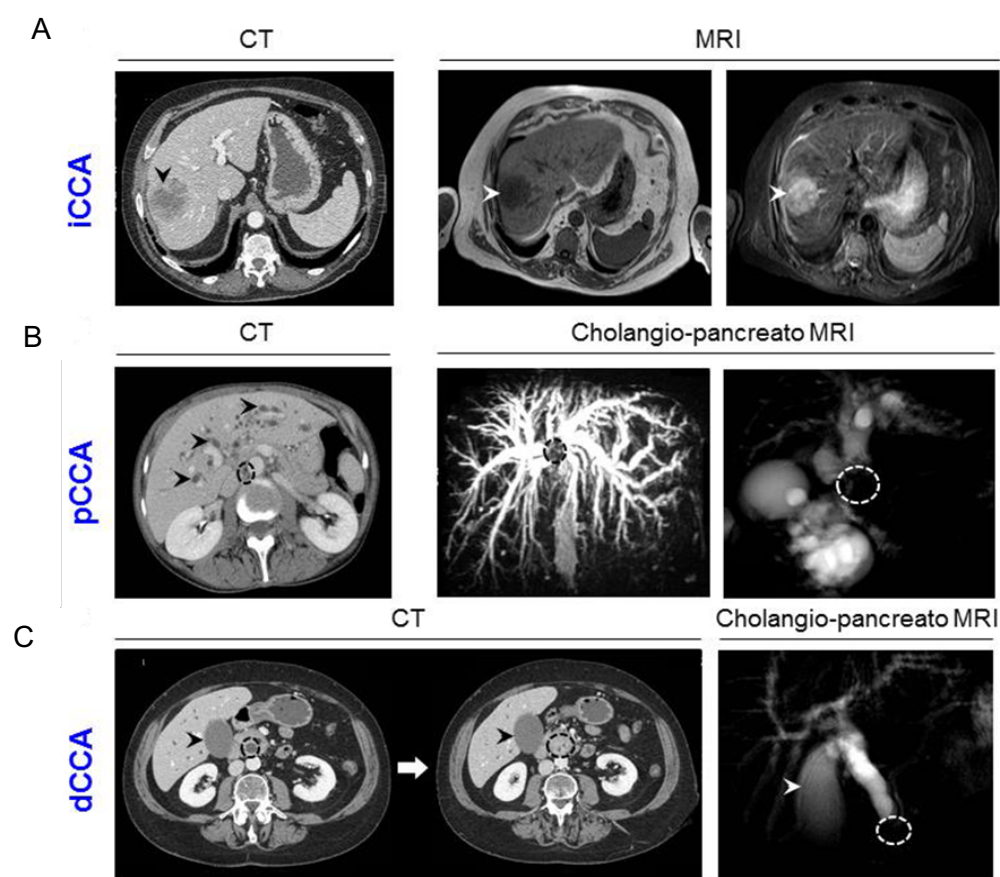 A
CT
MRI
iCCA
B
CT
Cholangio-pancreato MRI
pCCA
C
CT
Cholangio-pancreato MRI
dCCA